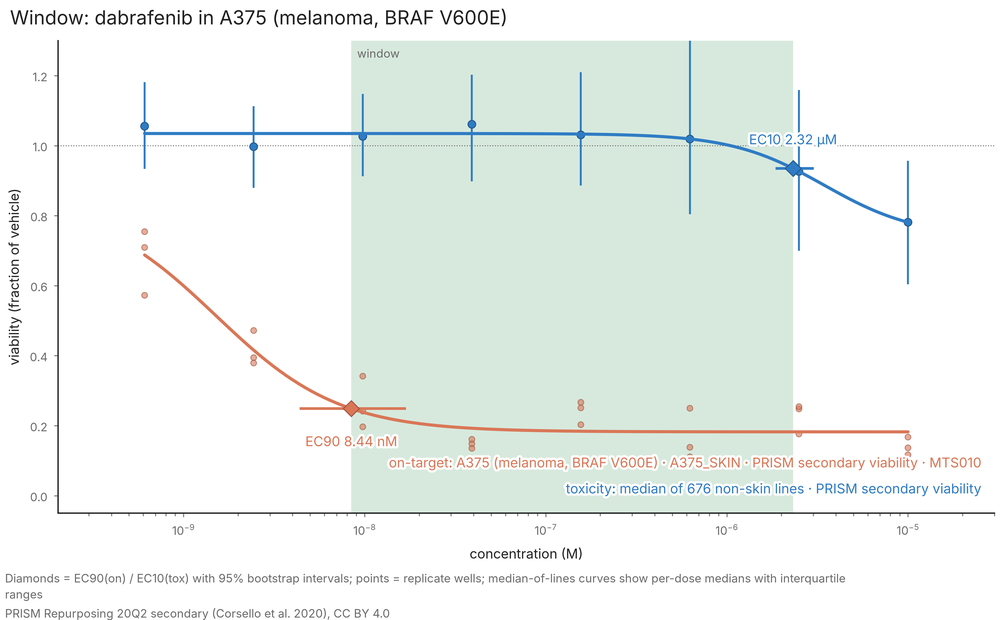 Window: dabrafenib in A375 (melanoma, BRAF V600E)
window
1.2
1.0
0.8
0.6
0.4
0.2
0.0
viability (fraction of vehicle)
EC10 2.32 µM
EC90 8.44 nM
on-target: A375 (melanoma, BRAF V600E) · A375_SKIN · PRISM secondary viability · MTS010
toxicity: median of 676 non-skin lines · PRISM secondary viability
10⁻⁹ 10⁻⁸ 10⁻⁷ 10⁻⁶ 10⁻⁵
concentration (M)
Diamonds = EC90(on) / EC10(tox) with 95% bootstrap intervals; points = replicate wells; median-of-lines curves show per-dose medians with interquartile
ranges
PRISM Repurposing 20Q2 secondary (Corsello et al. 2020), CC BY 4.0